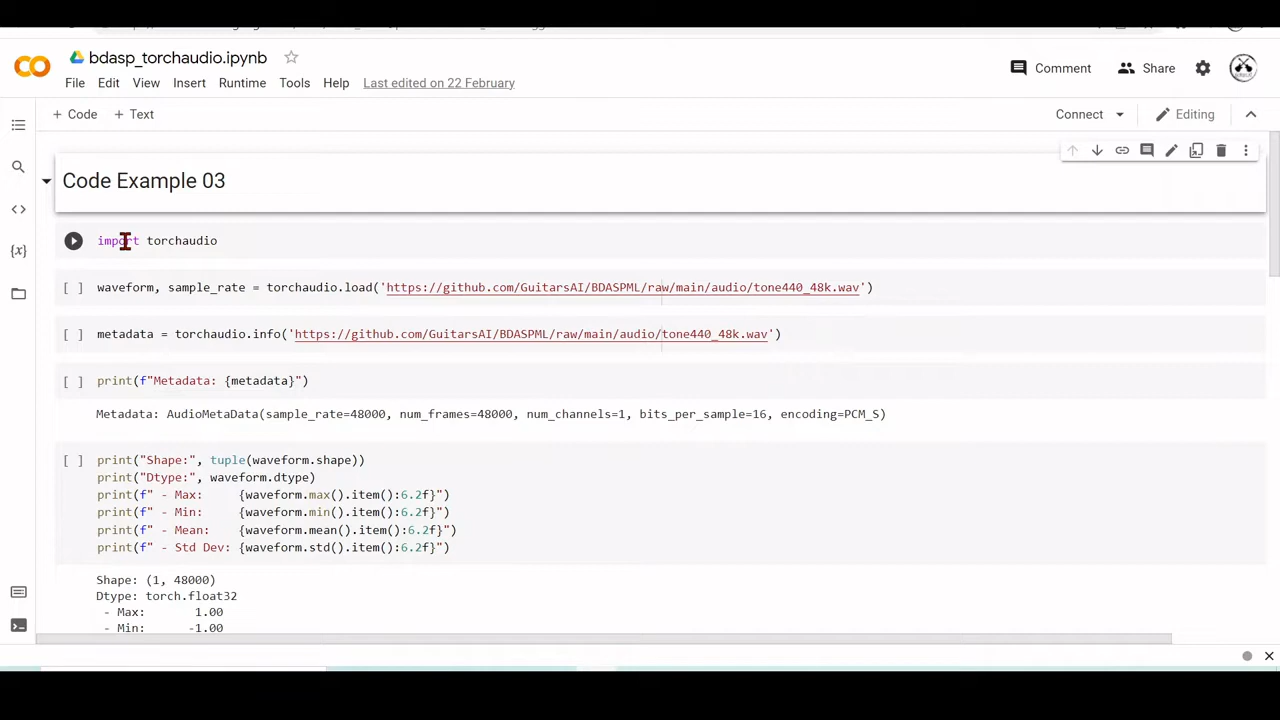 bdasp_torchaudio.ipynb
File Edit View Insert Runtime Tools Help Last edited on 22 February
Comment Share
+ Code + Text
Connect Editing
Code Example 03
import torchaudio
[ ] waveform, sample_rate = torchaudio.load('https://github.com/GuitarsAI/BDASPML/raw/main/audio/tone440_48k.wav')
[ ] metadata = torchaudio.info('https://github.com/GuitarsAI/BDASPML/raw/main/audio/tone440_48k.wav')
[ ] print(f"Metadata: {metadata}")
Metadata: AudioMetaData(sample_rate=48000, num_frames=48000, num_channels=1, bits_per_sample=16, encoding=PCM_S)
[ ] print("Shape:", tuple(waveform.shape))
print("Dtype:", waveform.dtype)
print(f" - Max:    {waveform.max().item():6.2f}")
print(f" - Min:    {waveform.min().item():6.2f}")
print(f" - Mean:   {waveform.mean().item():6.2f}")
print(f" - Std Dev: {waveform.std().item():6.2f}")
Shape: (1, 48000)
Dtype: torch.float32
- Max:     1.00
- Min:    -1.00